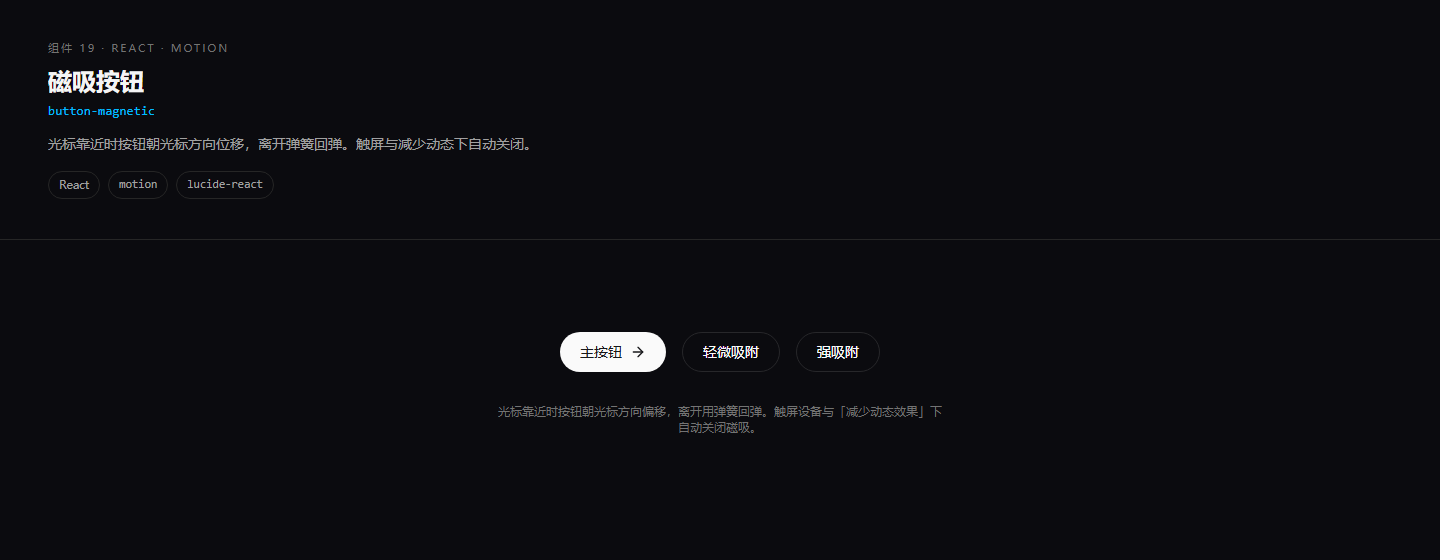 组件 19 · REACT · MOTION
磁吸按钮
button-magnetic
光标靠近时按钮朝光标方向位移，离开弹簧回弹。触屏与减少动态下自动关闭。
React motion lucide-react
主按钮 → 轻微吸附 强吸附
光标靠近时按钮朝光标方向偏移，离开用弹簧回弹。触屏设备与「减少动态效果」下
自动关闭磁吸。